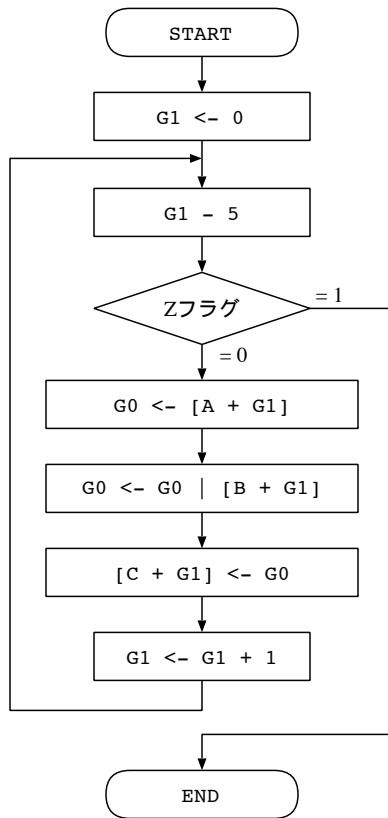 START
G1 <- 0
G1 - 5
Zフラグ
= 1
= 0
G0 <- [A + G1]
G0 <- G0 | [B + G1]
[C + G1] <- G0
G1 <- G1 + 1
END